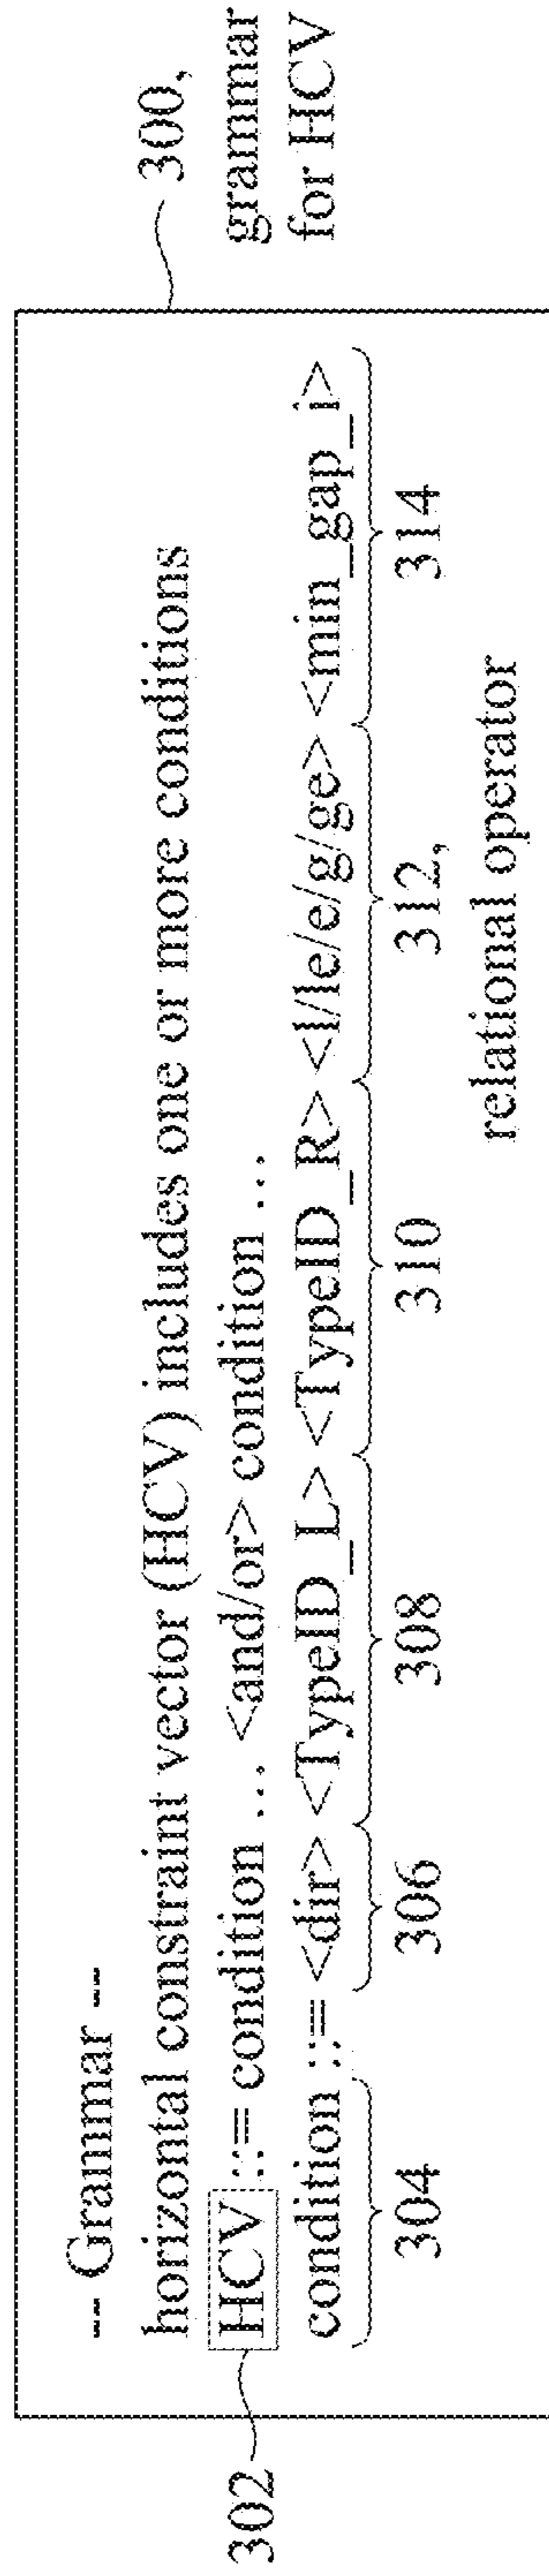 -- Grammar --
horizontal constraint vector (HCV) includes one or more conditions
HCV ::= condition ... <and/or> condition ...
condition ::= <dir> <TypeID_L> <TypeID_R> <l/le/e/g/ge> <min_gap_i>
302
304
306
308
310
312,
relational operator
314
300,
grammar
for HCV